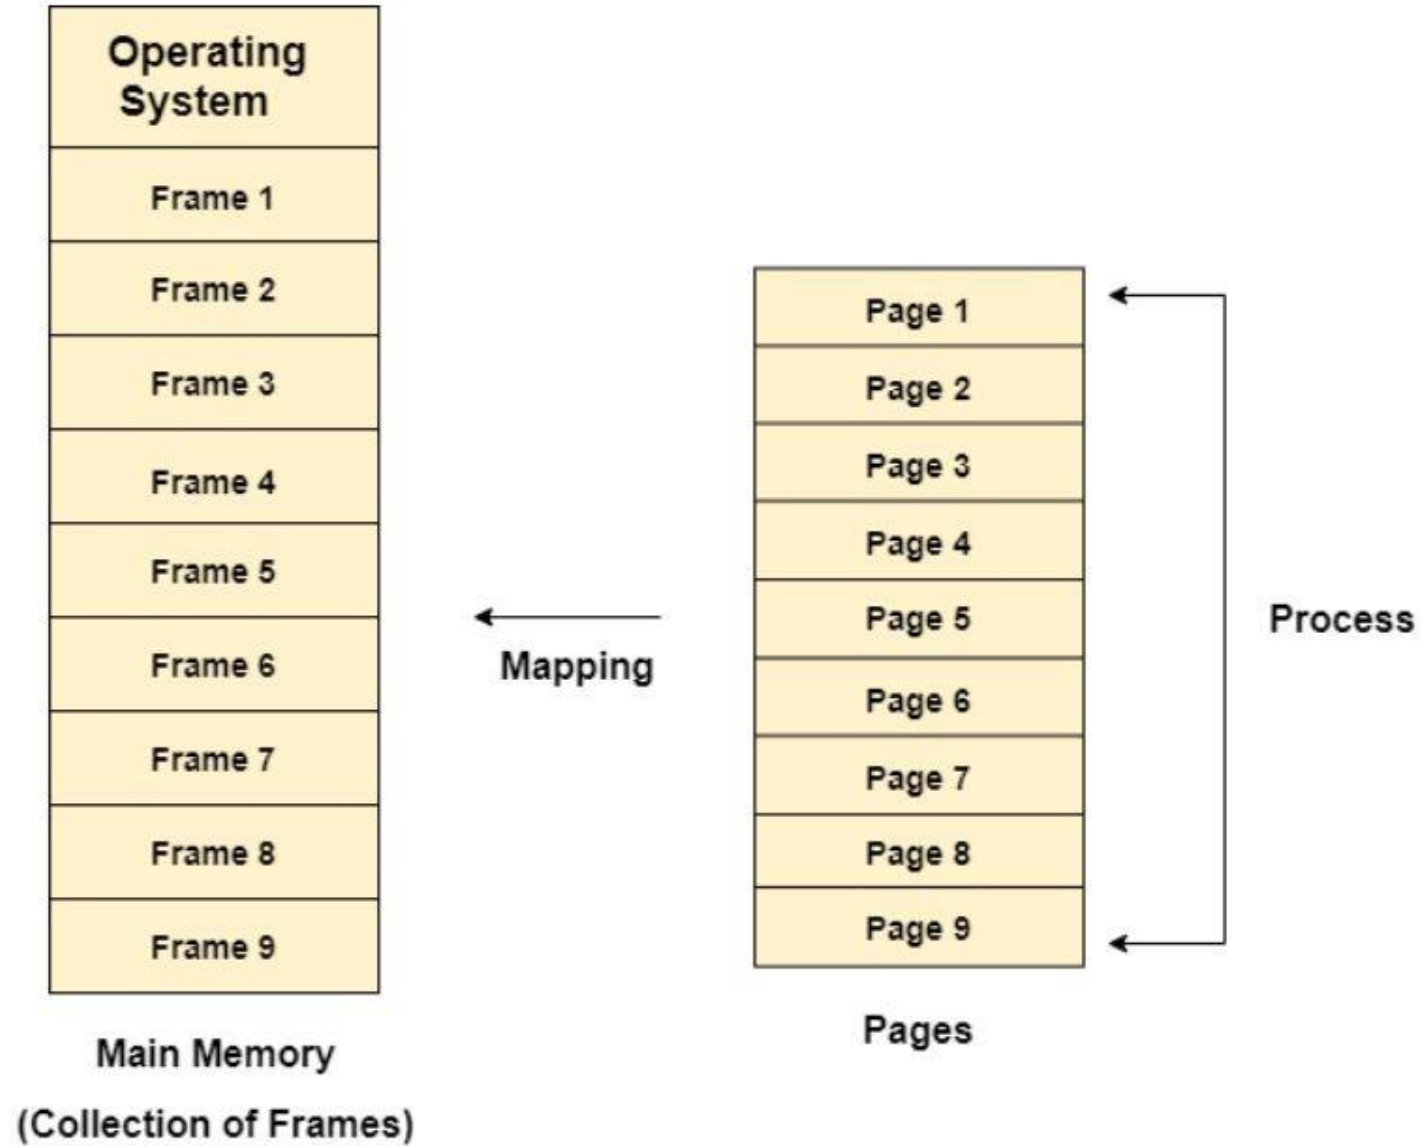 Operating
System
Frame 1
Frame 2
Frame 3
Frame 4
Frame 5
Frame 6
Frame 7
Frame 8
Frame 9
Main Memory
(Collection of Frames)
Mapping
Page 1
Page 2
Page 3
Page 4
Page 5
Page 6
Page 7
Page 8
Page 9
Pages
Process